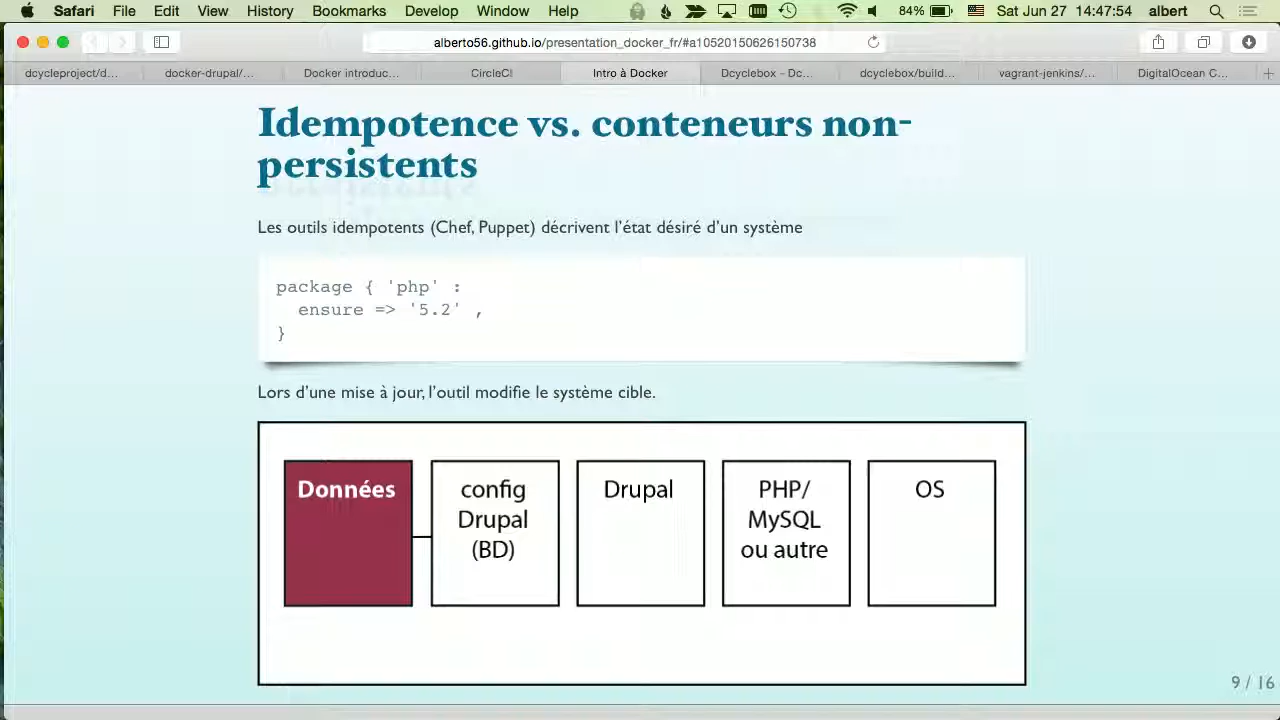 Safari File Edit View History Bookmarks Develop Window Help 84% Sat Jun 27 14:47:54 albert
alberto56.github.io/presentation_docker_fr/#a10520150626150738
dcycleproject/d... docker-drupal/... Docker introduc... CircleCI Intro à Docker Dcyclebox - Dc... dcyclebox/build... vagrant-jenkins/... DigitalOcean C...
Idempotence vs. conteneurs non-
persistents
Les outils idempotents (Chef, Puppet) décrivent l'état désiré d'un système
package { 'php' :
ensure => '5.2' ,
}
Lors d'une mise à jour, l'outil modifie le système cible.
Données
config
Drupal
(BD)
Drupal
PHP/
MySQL
ou autre
OS
9 / 16